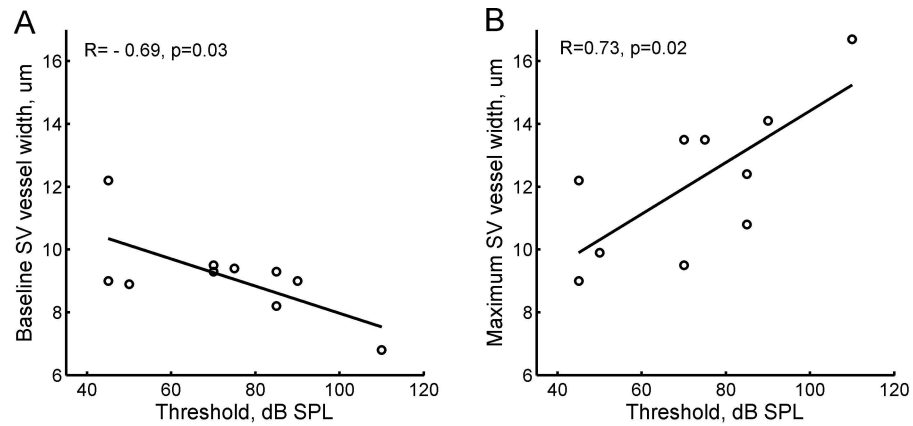 A
R= - 0.69, p=0.03
Baseline SV vessel width, um
16
14
12
10
8
6
40 60 80 100 120
Threshold, dB SPL
B
R=0.73, p=0.02
Maximum SV vessel width, um
16
14
12
10
8
6
40 60 80 100 120
Threshold, dB SPL